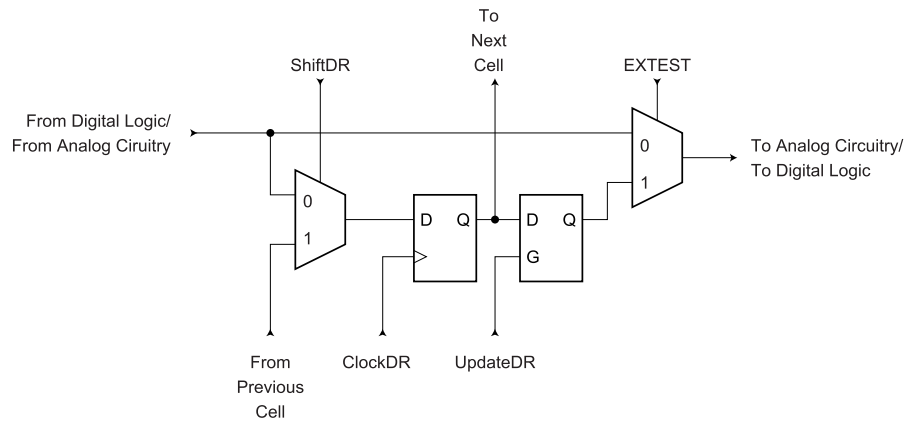 To
Next
Cell
ShiftDR
EXTEST
From Digital Logic/
From Analog Ciruitry
0
1
To Analog Circuitry/
To Digital Logic
0
1
D Q
D Q
G
From
Previous
Cell
ClockDR
UpdateDR